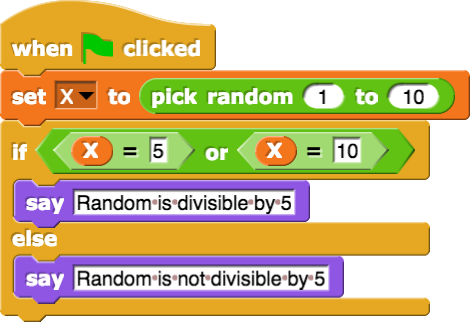 when clicked
set X to pick random 1 to 10
if X = 5 or X = 10
say Random is divisible by 5
else
say Random is not divisible by 5